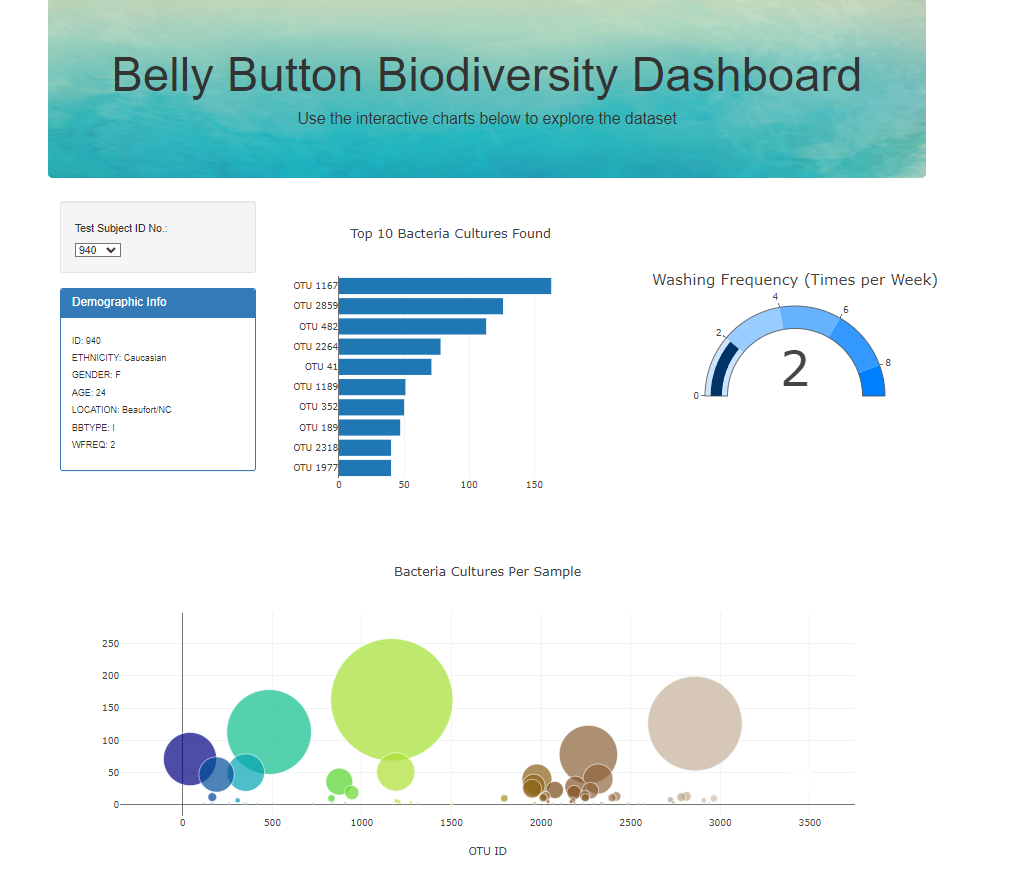 Belly Button Biodiversity Dashboard
Use the interactive charts below to explore the dataset
Test Subject ID No.:
940
Demographic Info
ID: 940
ETHNICITY: Caucasian
GENDER: F
AGE: 24
LOCATION: Beaufort/NC
BBTYPE: I
WFREQ: 2
Top 10 Bacteria Cultures Found
OTU 1167
OTU 2859
OTU 482
OTU 2264
OTU 41
OTU 1189
OTU 352
OTU 189
OTU 2318
OTU 1977
0 50 100 150
Washing Frequency (Times per Week)
0
2
4
6
8
2
Bacteria Cultures Per Sample
250
200
150
100
50
0
0 500 1000 1500 2000 2500 3000 3500
OTU ID